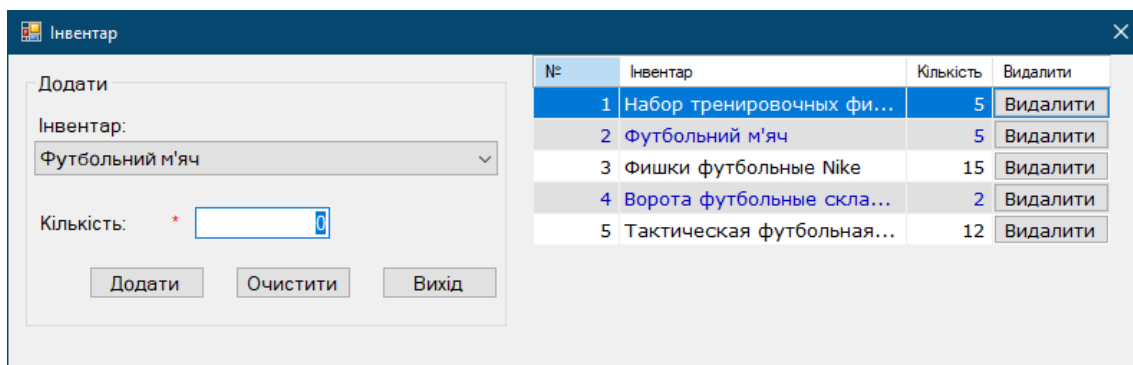 Інвентар
Додати
Інвентар:
Футбольний м'яч
Кількість: * 0
Додати Очистити Вихід
№ Інвентар Кількість Видалити
1 Набор тренировочных фи... 5 Видалити
2 Футбольний м'яч 5 Видалити
3 Фишки футбольные Nike 15 Видалити
4 Ворота футбольные скла... 2 Видалити
5 Тактическая футбольная... 12 Видалити